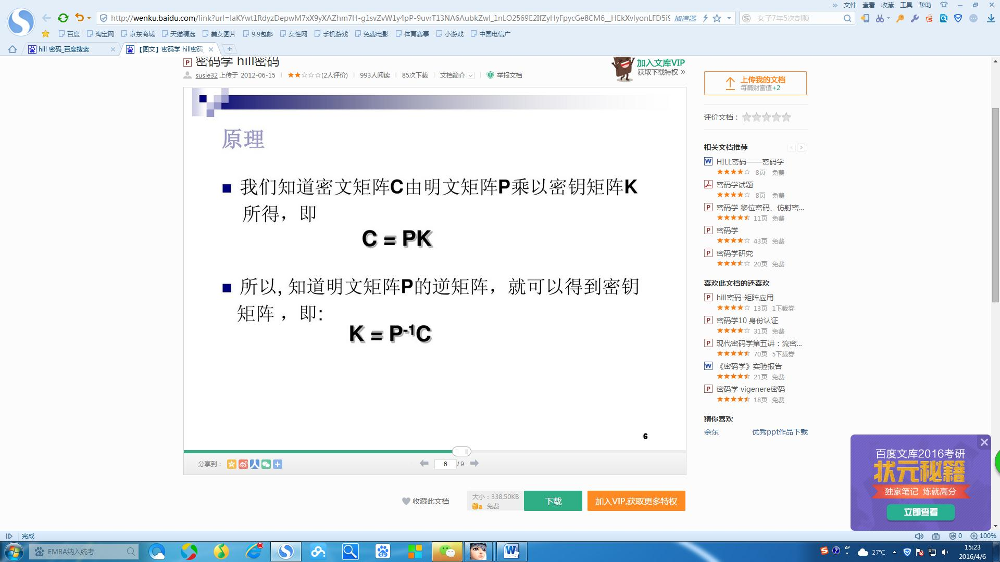 » 文件 查看 收藏 工具 帮助
http://wenku.baidu.com/link?url=laKYwt1RdyzDepwM7xX9yXAZhm7H-g1svZvW1y4pP-9uvrT13NA6AubkZwl_1nLO2569E2IfZyHyFpycGe8CM6__HEkXvlyonLFD5i9 加速器 女子7年5次剖腹
百度 淘宝网 京东商城 天猫精选 美女图片 9.9包邮 女性网 手机游戏 免费电影 体育赛事 小游戏 中国电信广
hill 密码_百度搜索 【图文】密码学 hill密码
密码学 hill密码
susie32 上传于 2012-06-15 (2人评价) 993人阅读 85次下载 文档简介 举报文档
加入文库VIP
获取下载特权 »
原理
我们知道密文矩阵C由明文矩阵P乘以密钥矩阵K
所得，即
C = PK
所以, 知道明文矩阵P的逆矩阵，就可以得到密钥
矩阵 ，即:
K = P-1C
6
分享到：
6 / 9
收藏此文档
大小：338.50KB
免费
下载
加入VIP,获取更多特权
上传我的文档
每篇财富值+2
评价文档：
相关文档推荐
HILL密码——密码学
8页 免费
密码学试题
8页 免费
密码学 移位密码、仿射密...
11页 免费
密码学
43页 免费
密码学研究
20页 免费
喜欢此文档的还喜欢
hill密码-矩阵应用
13页 1下载券
密码学10 身份认证
31页 免费
现代密码学第五讲：流密...
70页 5下载券
《密码学》实验报告
21页 免费
密码学 vigenere密码
18页 免费
猜你喜欢
余东 优秀ppt作品下载
百度文库2016考研
状元秘籍
独家笔记 炼就高分
立即查看
完成
0 100%
EMBA纳入统考
27℃
15:23
2016/4/6